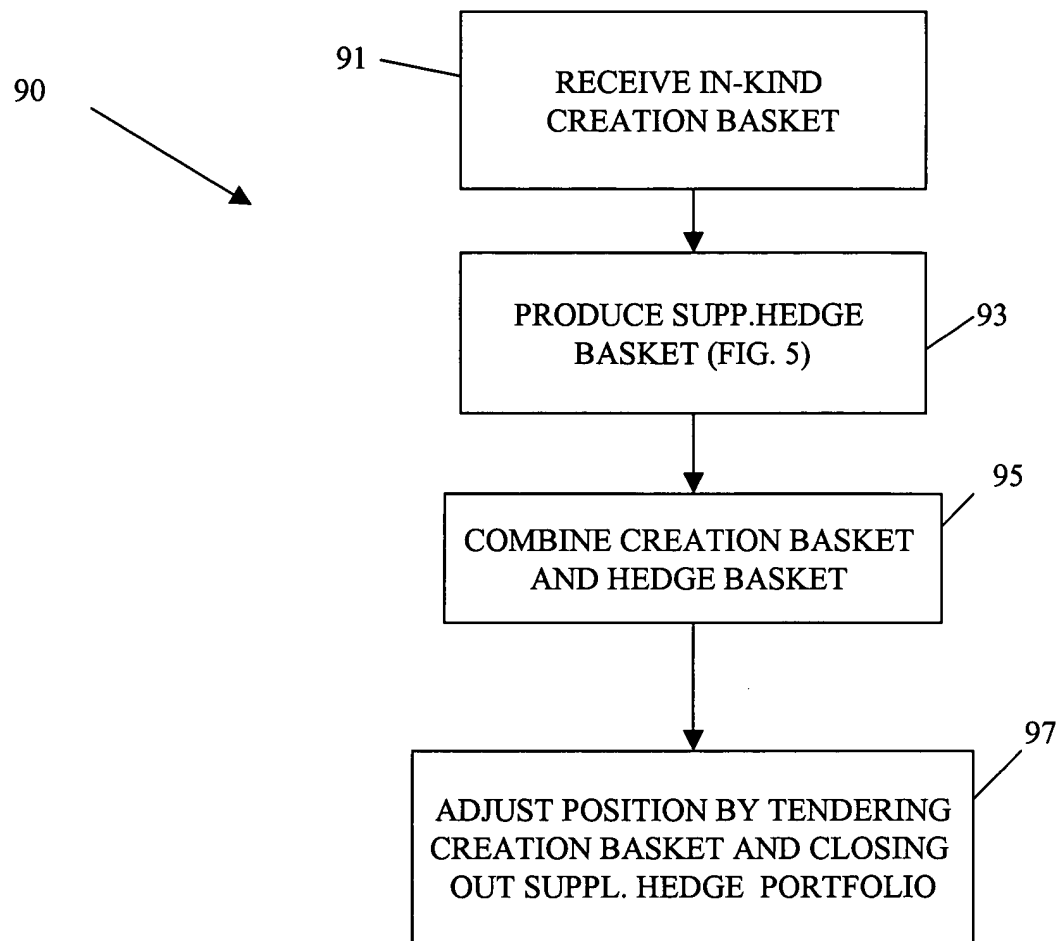 91
RECEIVE IN-KIND
CREATION BASKET
90
PRODUCE SUPP.HEDGE
BASKET (FIG. 5)
93
95
COMBINE CREATION BASKET
AND HEDGE BASKET
97
ADJUST POSITION BY TENDERING
CREATION BASKET AND CLOSING
OUT SUPPL. HEDGE PORTFOLIO